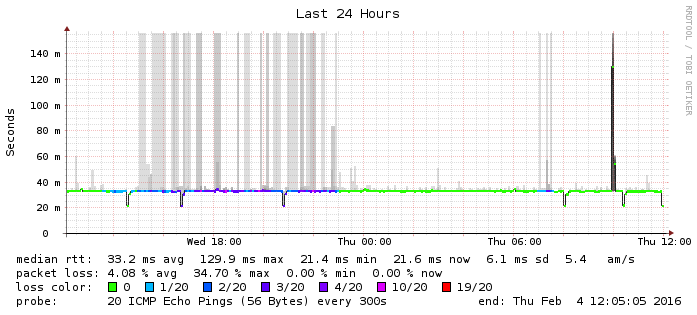 Last 24 Hours
RRDTOOL / TOBI OETIKER
Seconds
140 m
120 m
100 m
80 m
60 m
40 m
20 m
0
Wed 18:00 Thu 00:00 Thu 06:00 Thu 12:00
median rtt: 33.2 ms avg 129.9 ms max 21.4 ms min 21.6 ms now 6.1 ms sd 5.4 am/s
packet loss: 4.08 % avg 34.70 % max 0.00 % min 0.00 % now
loss color: 0 1/20 2/20 3/20 4/20 10/20 19/20
probe: 20 ICMP Echo Pings (56 Bytes) every 300s end: Thu Feb 4 12:05:05 2016